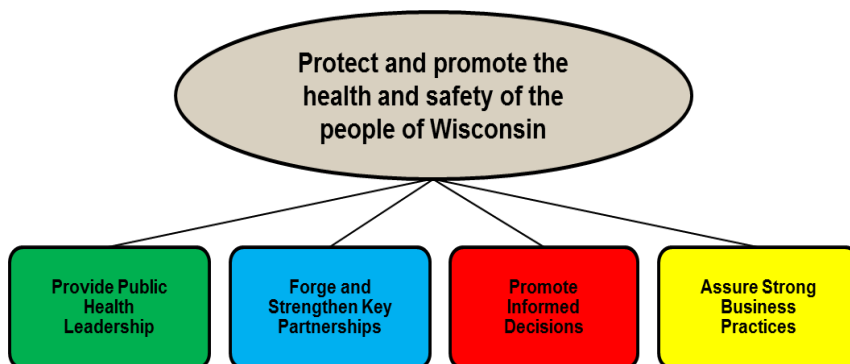 Protect and promote the
health and safety of the
people of Wisconsin
Provide Public
Health
Leadership
Forge and
Strengthen Key
Partnerships
Promote
Informed
Decisions
Assure Strong
Business
Practices